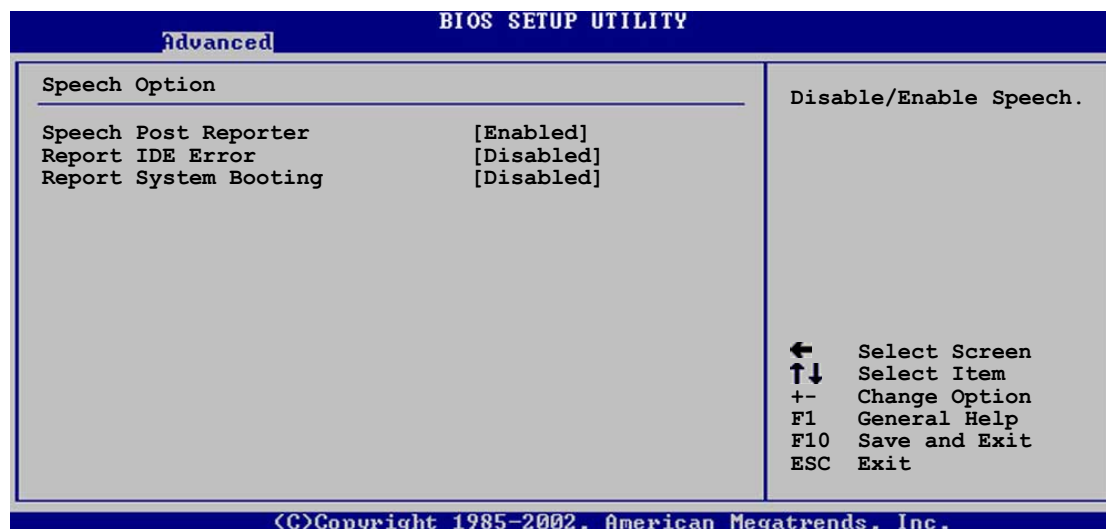 BIOS SETUP UTILITY
Advanced
Speech Option
Speech Post Reporter [Enabled]
Report IDE Error [Disabled]
Report System Booting [Disabled]
Disable/Enable Speech.
← Select Screen
↑↓ Select Item
+- Change Option
F1 General Help
F10 Save and Exit
ESC Exit
(C)Copyright 1985-2002, American Megatrends, Inc.